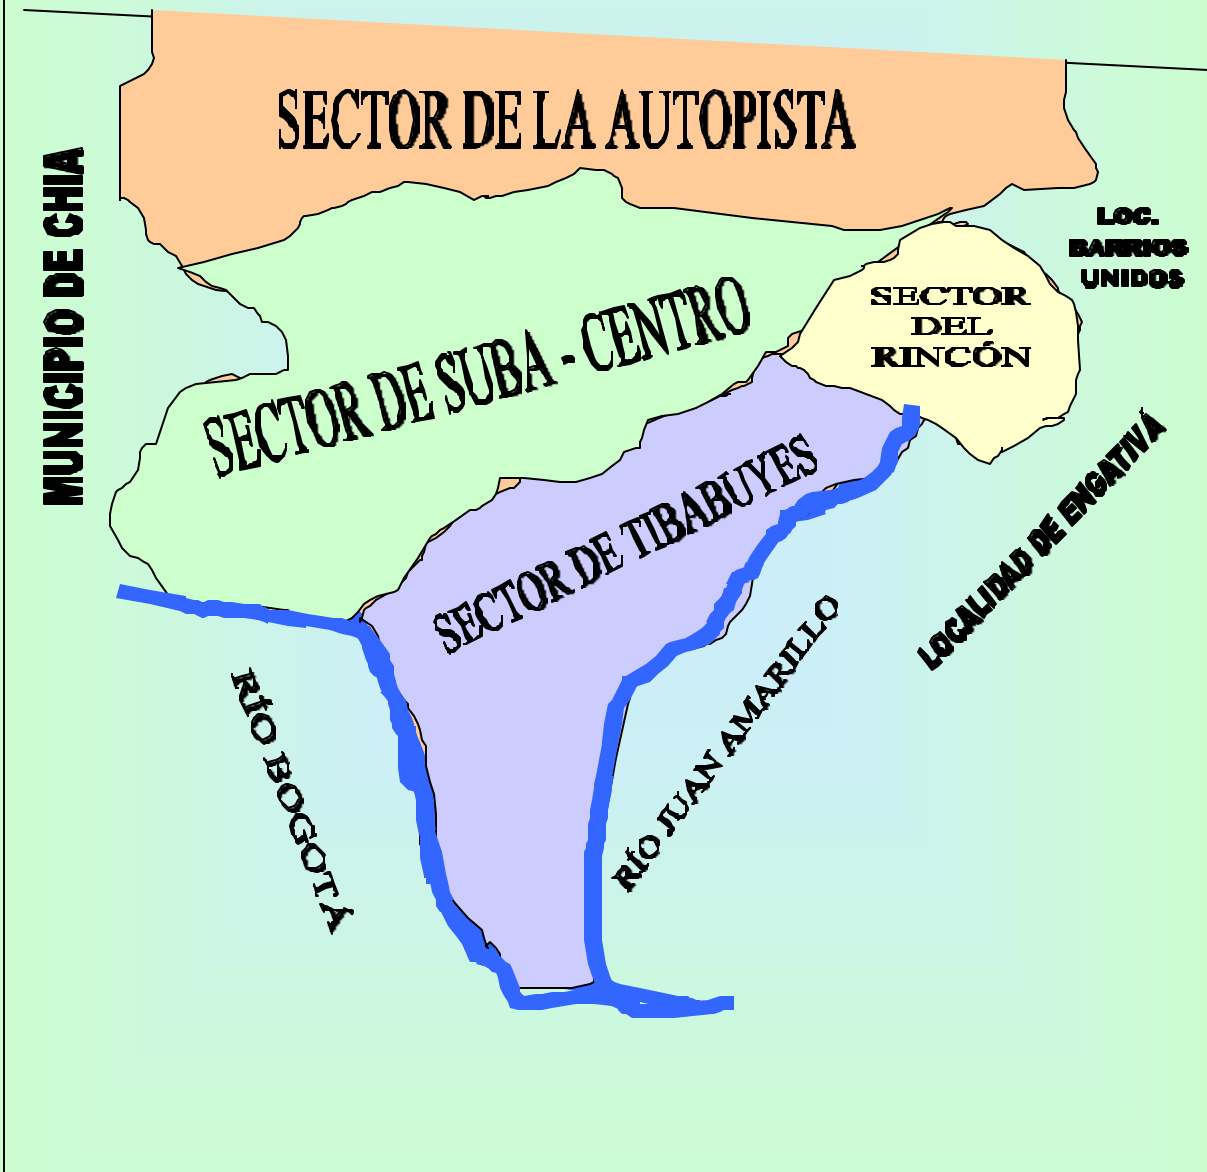 SECTOR DE LA AUTOPISTA
MUNICIPIO DE CHIA
LOC.
BARRIOS
UNIDOS
SECTOR
DEL
RINCÓN
SECTOR DE SUBA - CENTRO
SECTOR DE TIBABUYES
LOCALIDAD DE ENGATIVÁ
RÍO BOGOTÁ
RÍO JUAN AMARILLO